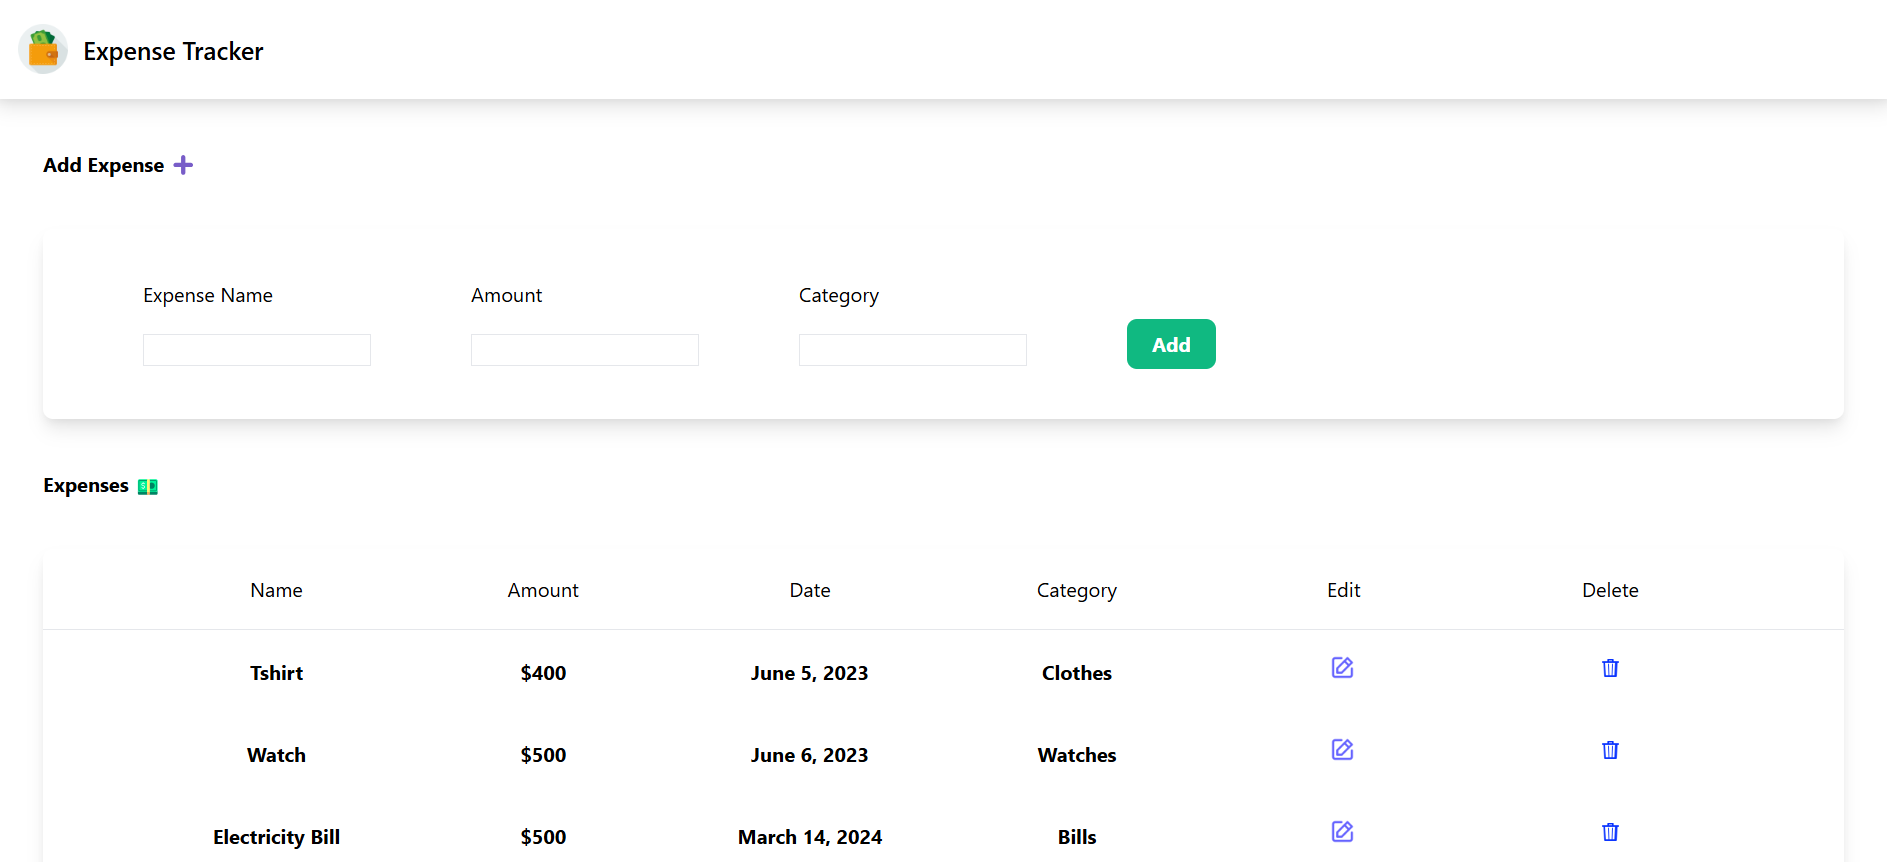 Expense Tracker
Add Expense
Expense Name Amount Category
Add
Expenses
Name Amount Date Category Edit Delete
Tshirt $400 June 5, 2023 Clothes
Watch $500 June 6, 2023 Watches
Electricity Bill $500 March 14, 2024 Bills